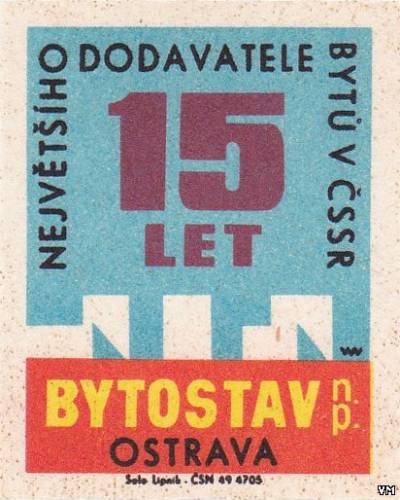 NEJVĚTŠÍHO
DODAVATELE
BYTŮ V ČSSR
15
LET
BYTOSTAV n.p.
OSTRAVA
Solo Lipník - ČSN 49 4705
VM